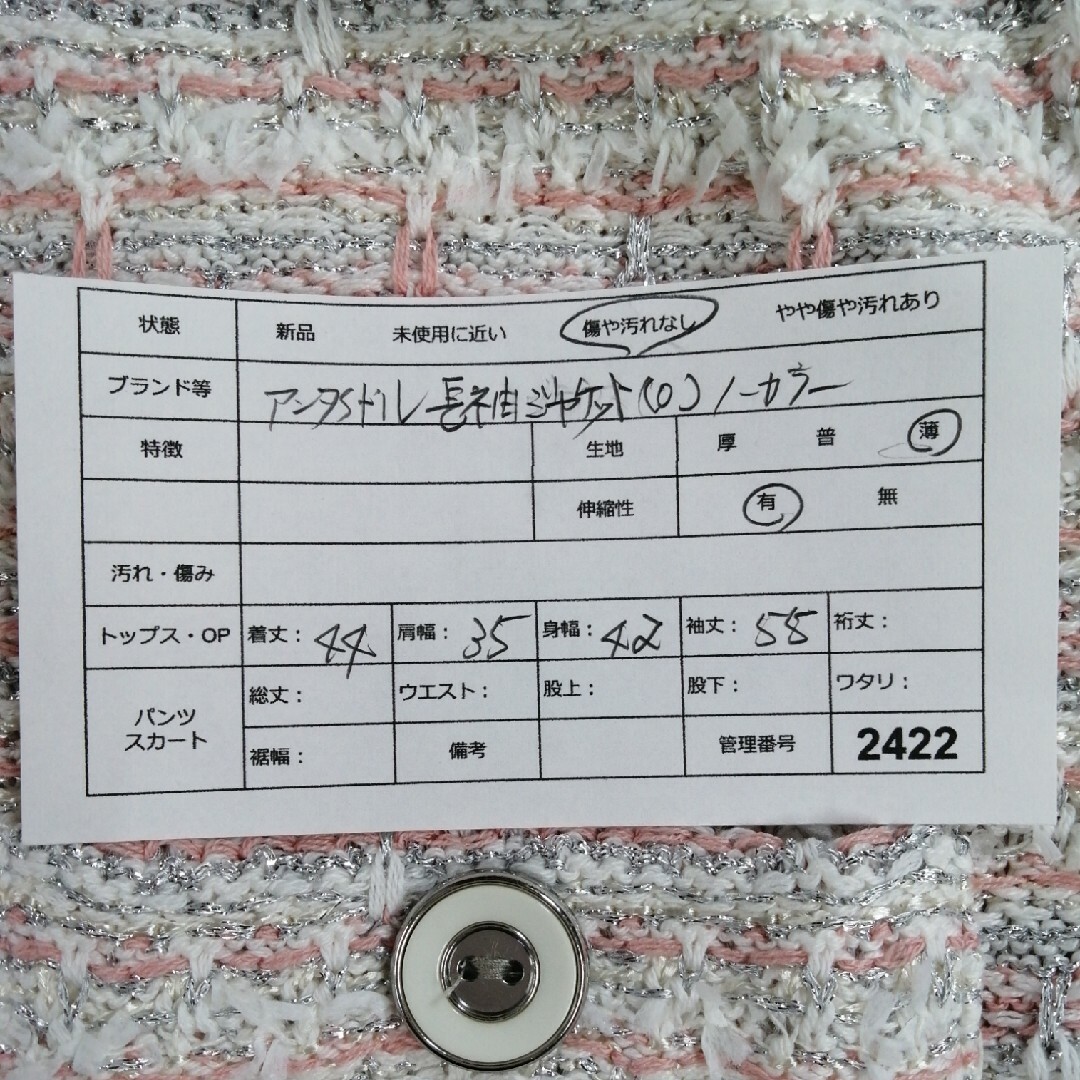 状態 新品 未使用に近い 傷や汚れなし やや傷や汚れあり
ブランド等 アンタイトル 長袖ジャケット(0) ノーカラー
特徴 生地 厚 普 薄
伸縮性 有 無
汚れ・傷み
トップス・OP 着丈: 44 肩幅: 35 身幅: 42 袖丈: 58 裄丈:
パンツ スカート
総丈: ウエスト: 股上: 股下: ワタリ:
裾幅: 備考 管理番号 2422